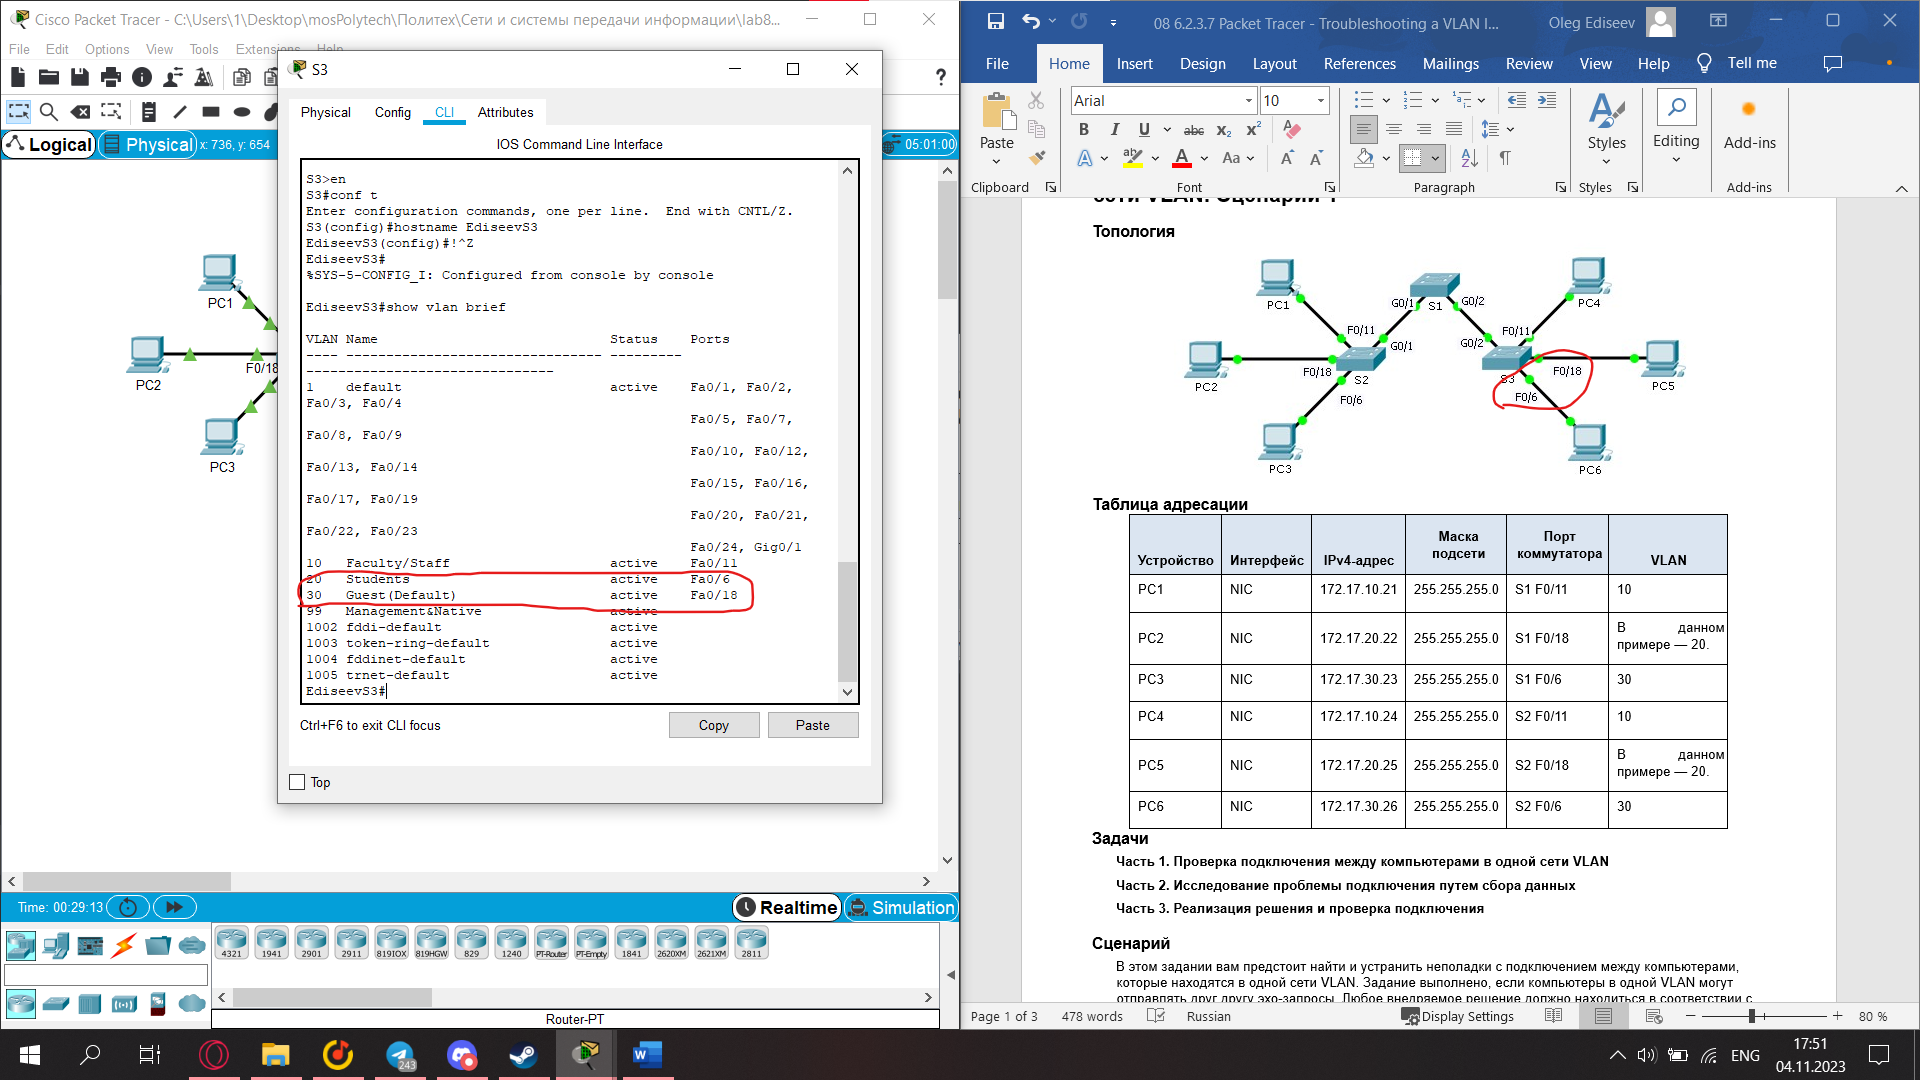 Cisco Packet Tracer - C:\Users\1\Desktop\mosPolytech\Политех\Сети и системы передачи информации\lab8...
File Edit Options View Tools Extensions Help
Logical
Physical
x: 736, y: 654
05:01:00
PC1
PC2
F0/18
PC3
S3
Physical Config CLI Attributes
IOS Command Line Interface
S3>en
S3#conf t
Enter configuration commands, one per line.  End with CNTL/Z.
S3(config)#hostname EdiseevS3
EdiseevS3(config)#!^Z
EdiseevS3#
%SYS-5-CONFIG_I: Configured from console by console
EdiseevS3#show vlan brief
VLAN Name                             Status    Ports
---- -------------------------------- ---------
-------------------------------
1    default                          active    Fa0/1, Fa0/2,
Fa0/3, Fa0/4
Fa0/5, Fa0/7,
Fa0/8, Fa0/9
Fa0/10, Fa0/12,
Fa0/13, Fa0/14
Fa0/15, Fa0/16,
Fa0/17, Fa0/19
Fa0/20, Fa0/21,
Fa0/22, Fa0/23
Fa0/24, Gig0/1
10   Faculty/Staff                    active    Fa0/11
20   Students                         active    Fa0/6
30   Guest(Default)                   active    Fa0/18
99   Management&Native                active
1002 fddi-default                     active
1003 token-ring-default               active
1004 fddinet-default                  active
1005 trnet-default                    active
EdiseevS3#
Ctrl+F6 to exit CLI focus
Copy
Paste
Top
Time: 00:29:13
Realtime
Simulation
4321 1941 2901 2911 819IOX 819HGW 829 1240 PT-Router PT-Empty 1841 2620XM 2621XM 2811
Router-PT
08 6.2.3.7 Packet Tracer - Troubleshooting a VLAN I...
Oleg Ediseev
File Home Insert Design Layout References Mailings Review View Help Tell me
Paste
Arial
10
Styles
Editing
Add-ins
Clipboard
Font
Paragraph
Styles
Add-ins
сети VLAN. Сценарий 1
Топология
PC1
G0/1
S1
G0/2
PC4
F0/11
G0/1
G0/2
F0/11
PC2
F0/18
S2
F0/6
S3
F0/18
F0/6
PC5
PC3
PC6
Таблица адресации
Устройство Интерфейс IPv4-адрес Маска подсети Порт коммутатора VLAN
PC1 NIC 172.17.10.21 255.255.255.0 S1 F0/11 10
PC2 NIC 172.17.20.22 255.255.255.0 S1 F0/18 В данном примере — 20.
PC3 NIC 172.17.30.23 255.255.255.0 S1 F0/6 30
PC4 NIC 172.17.10.24 255.255.255.0 S2 F0/11 10
PC5 NIC 172.17.20.25 255.255.255.0 S2 F0/18 В данном примере — 20.
PC6 NIC 172.17.30.26 255.255.255.0 S2 F0/6 30
Задачи
Часть 1. Проверка подключения между компьютерами в одной сети VLAN
Часть 2. Исследование проблемы подключения путем сбора данных
Часть 3. Реализация решения и проверка подключения
Сценарий
В этом задании вам предстоит найти и устранить неполадки с подключением между компьютерами,
которые находятся в одной сети VLAN. Задание выполнено, если компьютеры в одной VLAN могут
отправлять друг другу эхо-запросы. Любое внедряемое решение должно находиться в соответствии с
Page 1 of 3
478 words
Russian
Display Settings
80 %
243
ENG
17:51
04.11.2023